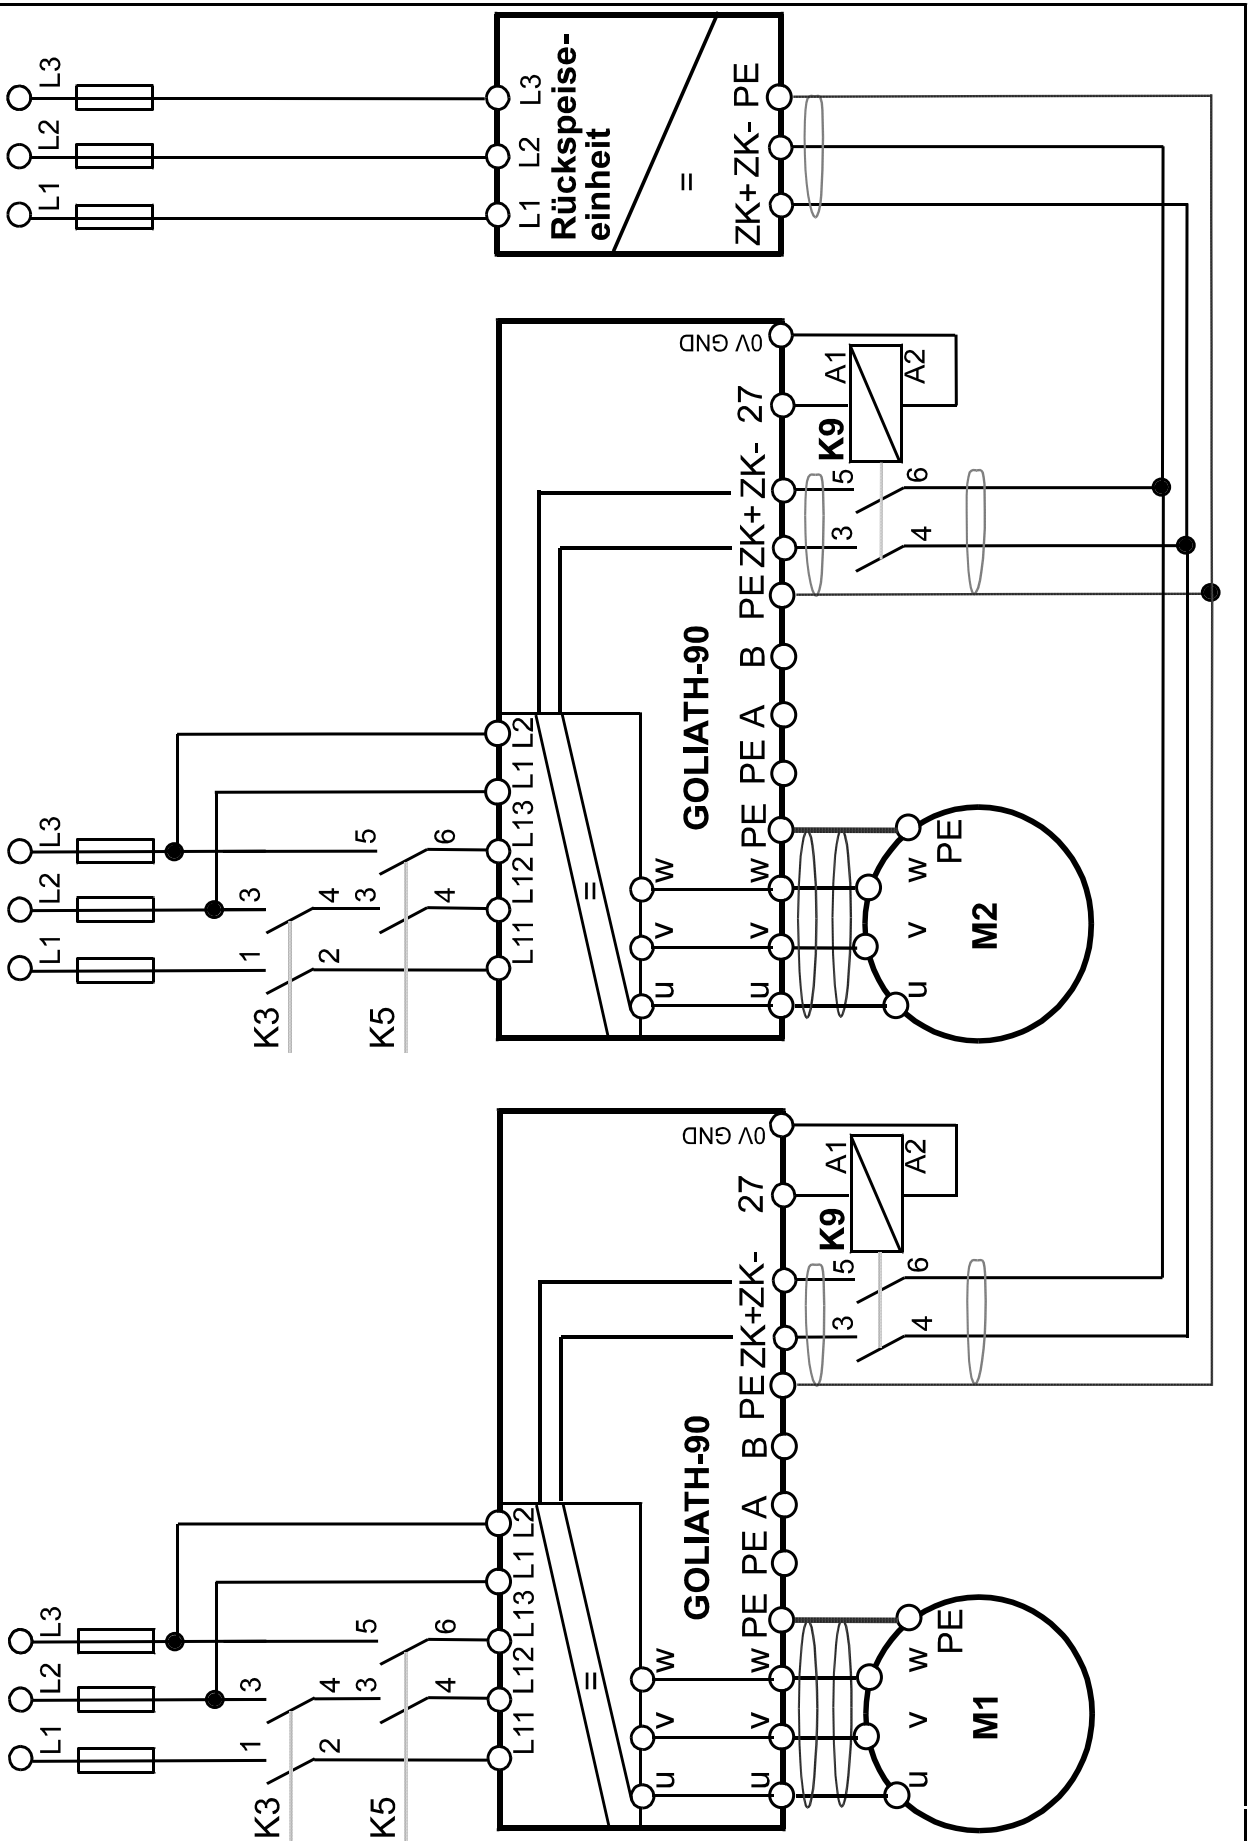 L1 L2 L3
K3
1 3
2 4
K5
3 5
4 6
L11 L12 L13 L1 L2
=
u v w
GOLIATH-90
0V GND
u v w PE PE A B PE ZK+ ZK- 27
K9
A1
A2
3 5
4 6
u v w PE
M1
L1 L2 L3
K3
1 3
2 4
K5
3 5
4 6
L11 L12 L13 L1 L2
=
u v w
GOLIATH-90
0V GND
u v w PE PE A B PE ZK+ ZK- 27
K9
A1
A2
3 5
4 6
u v w PE
M2
L1 L2 L3
L1 L2 L3
Rückspeise-
einheit
=
ZK+ ZK- PE